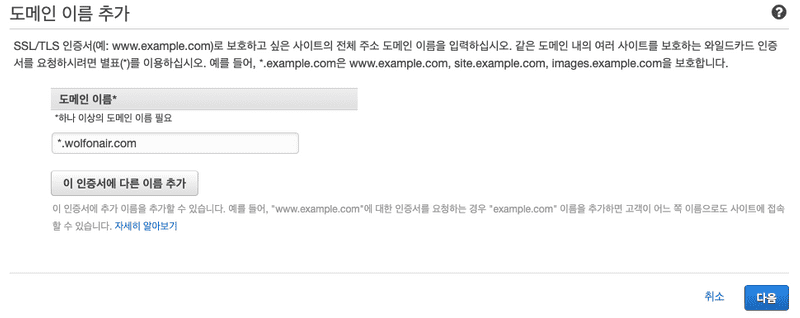 도메인 이름 추가
SSL/TLS 인증서(예: www.example.com)로 보호하고 싶은 사이트의 전체 주소 도메인 이름을 입력하십시오. 같은 도메인 내의 여러 사이트를 보호하는 와일드카드 인증
서를 요청하시려면 별표(*)를 이용하십시오. 예를 들어, *.example.com은 www.example.com, site.example.com, images.example.com을 보호합니다.
도메인 이름*
*하나 이상의 도메인 이름 필요
*.wolfonair.com
이 인증서에 다른 이름 추가
이 인증서에 추가 이름을 추가할 수 있습니다. 예를 들어, "www.example.com"에 대한 인증서를 요청하는 경우 "example.com" 이름을 추가하면 고객이 어느 쪽 이름으로도 사이트에 접속
할 수 있습니다. 자세히 알아보기
취소
다음